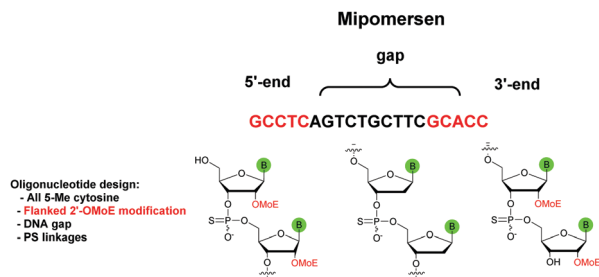 Mipomersen
gap
5'-end
3'-end
GCCTCAGTCTGCTTCGCACC
Oligonucleotide design:
- All 5-Me cytosine
- Flanked 2'-OMoE modification
- DNA gap
- PS linkages
HO
O
B
O
OMoE
S=P-O
O-
O
B
O
OMoE
O
O
B
O
S=P-O
O-
O
B
O
O
O
B
O
OMoE
S=P-O
O-
O
B
OH
OMoE